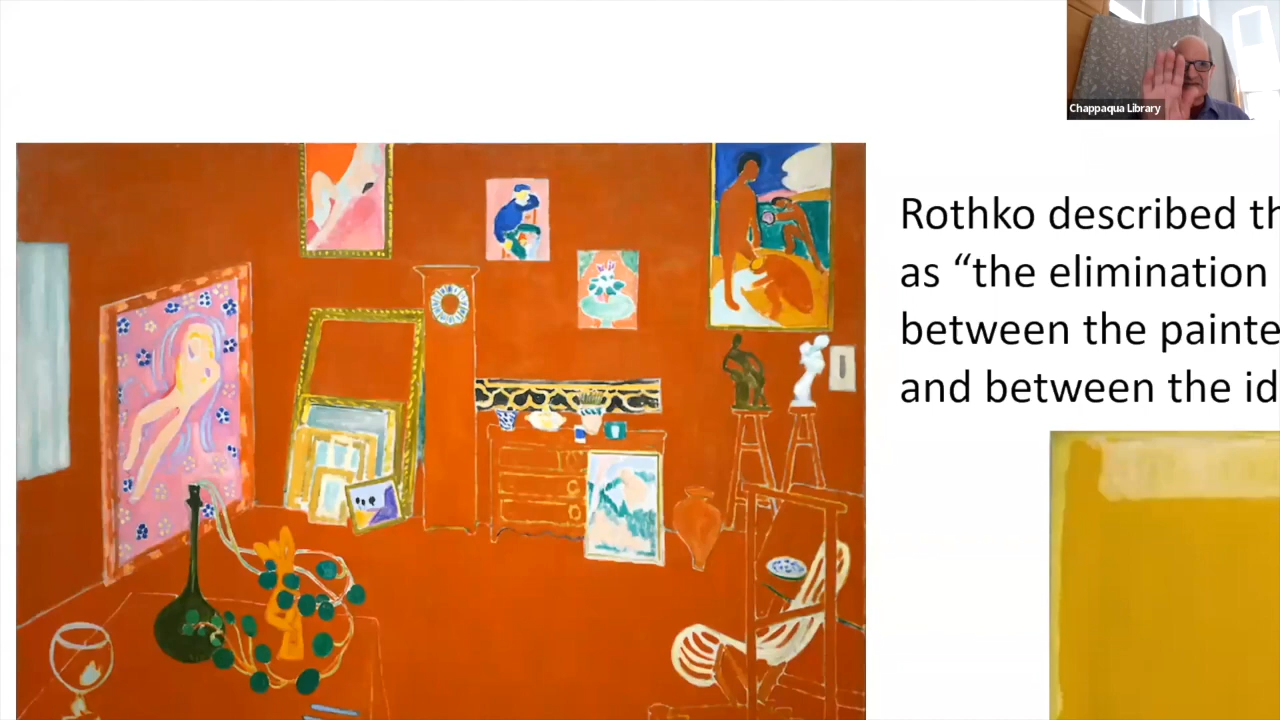 Chappaqua Library
Rothko described th
as “the elimination
between the painte
and between the id